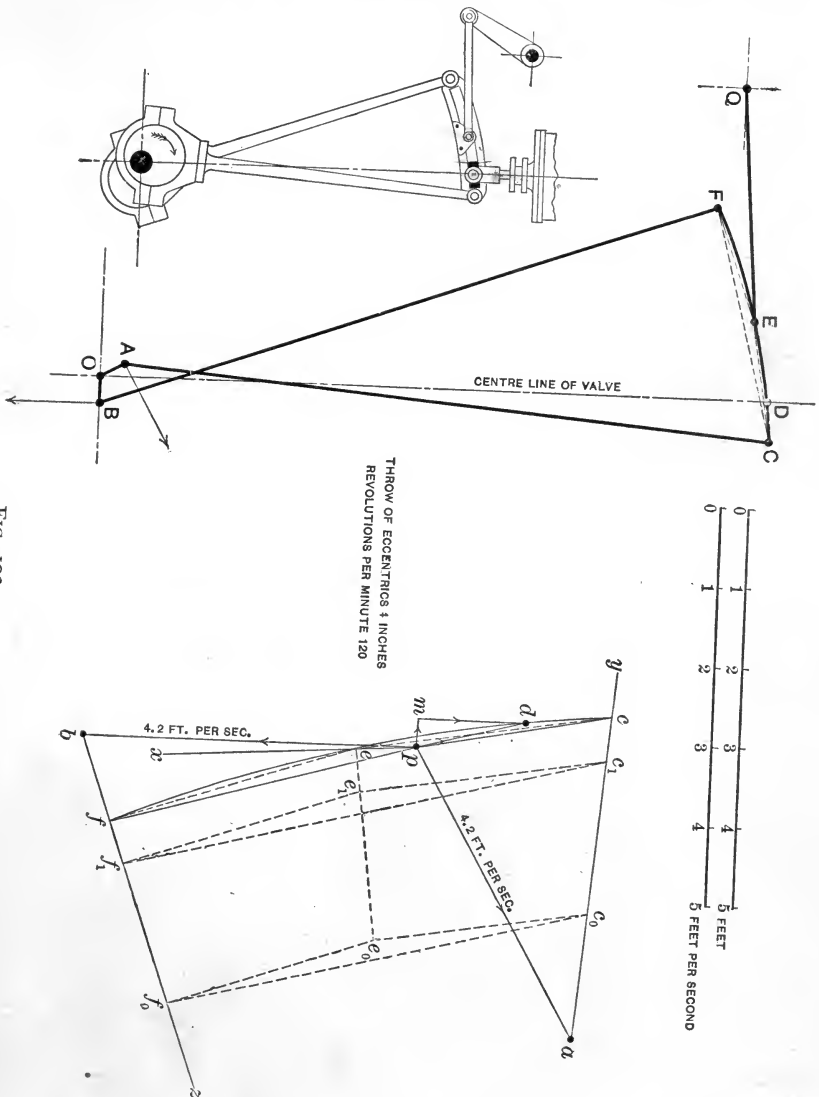 Q
F
E
D
C
CENTRE LINE OF VALVE
A
O
B
0 1 2 3 4 5 FEET
0 1 2 3 4 5 FEET PER SECOND
THROW OF ECCENTRICS 4 INCHES
REVOLUTIONS PER MINUTE 120
y
c
c₁
c₀
a
d
m
p
4.2 FT. PER SEC.
4.2 FT. PER SEC.
e
e₁
e₀
x
b
f
f₁
f₀
z
FIG.